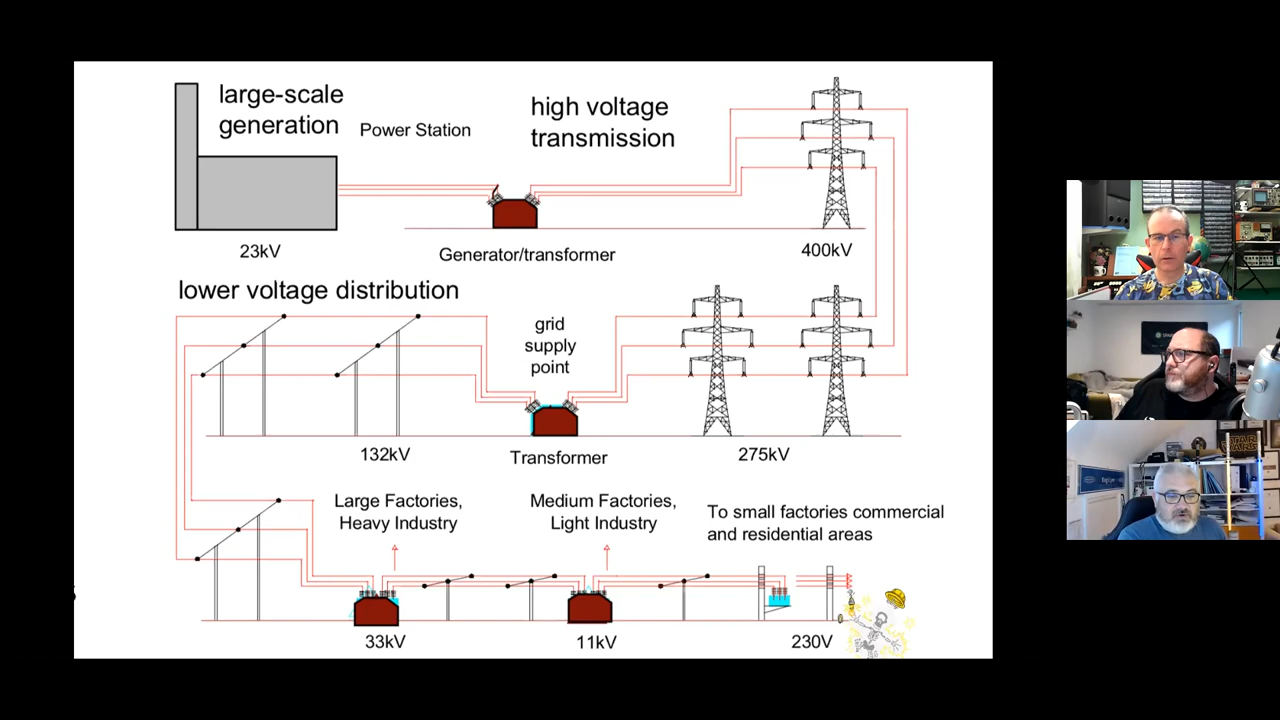 large-scale
generation
Power Station
high voltage
transmission
23kV
Generator/transformer
400kV
lower voltage distribution
grid
supply
point
132kV
Transformer
275kV
Large Factories,
Heavy Industry
Medium Factories,
Light Industry
To small factories commercial
and residential areas
33kV
11kV
230V
STAR
WARS